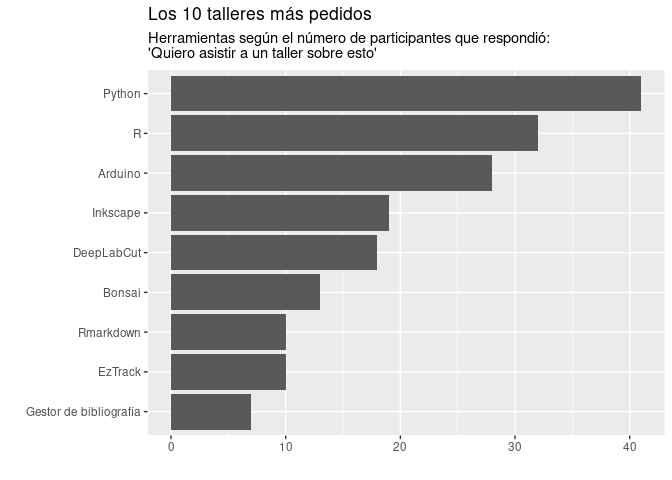 Los 10 talleres más pedidos
Herramientas según el número de participantes que respondió:
'Quiero asistir a un taller sobre esto'
Python
R
Arduino
Inkscape
DeepLabCut
Bonsai
Rmarkdown
EzTrack
Gestor de bibliografía
0 10 20 30 40